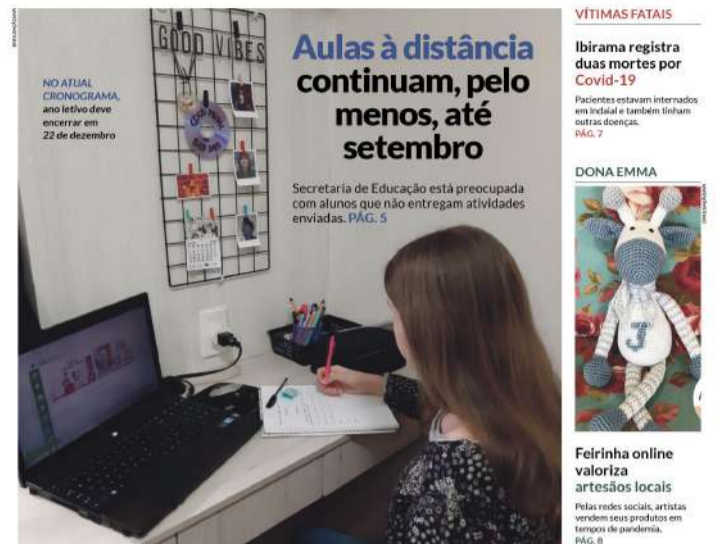 GOOD VIBES
NO ATUAL
CRONOGRAMA,
ano letivo deve
encerrar em
22 de dezembro
Aulas à distância
continuam, pelo
menos, até
setembro
Secretaria de Educação está preocupada
com alunos que não entregam atividades
enviadas. PÁG. 5
VÍTIMAS FATAIS
Ibirama registra
duas mortes por
Covid-19
Pacientes estavam internados
em Indaial e também tinham
outras doenças.
PÁG. 7
DONA EMMA
J
Feirinha online
valoriza
artesãos locais
Pelas redes sociais, artistas
vendem seus produtos em
tempos de pandemia.
PÁG. 8